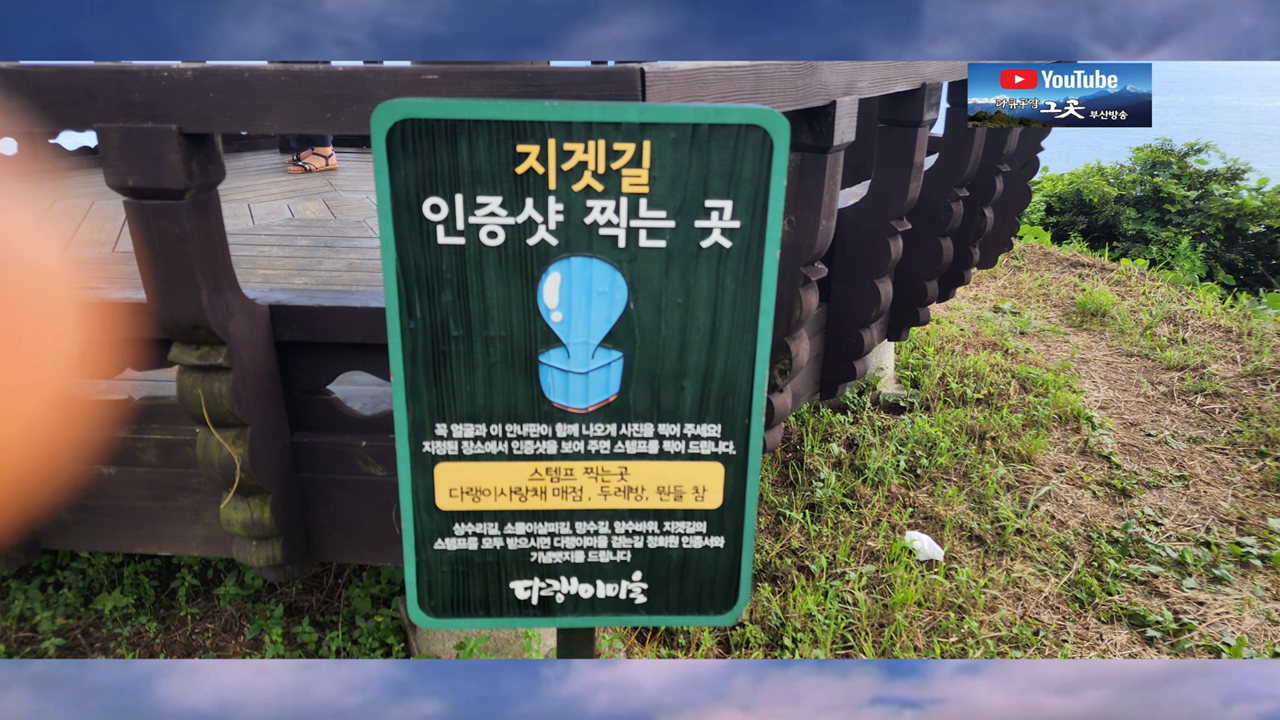 YouTube
그곳
부산방송
지겟길
인증샷 찍는 곳
꼭 얼굴과 이 안내판이 함께 나오게 사진을 찍어 주세요!
지정된 장소에서 인증샷을 보여 주면 스템프를 찍어 드립니다.
스템프 찍는곳
다랭이사랑채 매점, 두레방, 뭔들 참
상수리길, 소몰이살피길, 망수길, 암수바위, 지겟길의
스템프를 모두 받으시면 다랭이마을 걷는길 정회원 인증서와
기념뱃지를 드립니다
다랭이마을